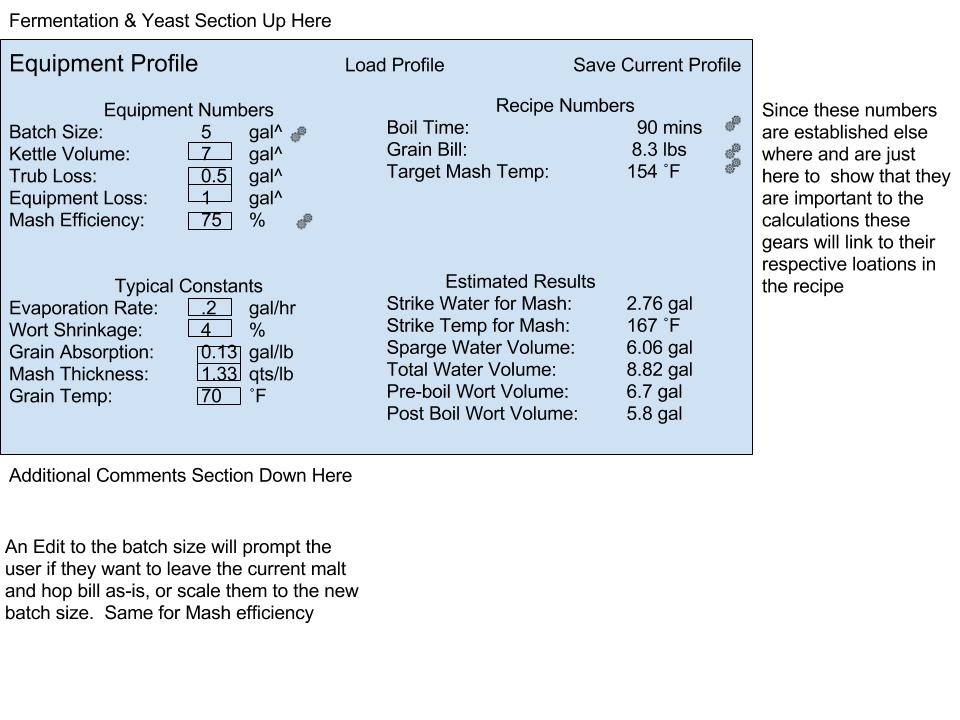 Fermentation & Yeast Section Up Here
Equipment Profile Load Profile Save Current Profile
Equipment Numbers
Batch Size: 5 gal^
Kettle Volume: 7 gal^
Trub Loss: 0.5 gal^
Equipment Loss: 1 gal^
Mash Efficiency: 75 %
Recipe Numbers
Boil Time: 90 mins
Grain Bill: 8.3 lbs
Target Mash Temp: 154 ˚F
Since these numbers
are established else
where and are just
here to  show that they
are important to the
calculations these
gears will link to their
respective loations in
the recipe
Typical Constants
Evaporation Rate: .2 gal/hr
Wort Shrinkage: 4 %
Grain Absorption: 0.13 gal/lb
Mash Thickness: 1.33 qts/lb
Grain Temp: 70 ˚F
Estimated Results
Strike Water for Mash: 2.76 gal
Strike Temp for Mash: 167 ˚F
Sparge Water Volume: 6.06 gal
Total Water Volume: 8.82 gal
Pre-boil Wort Volume: 6.7 gal
Post Boil Wort Volume: 5.8 gal
Additional Comments Section Down Here
An Edit to the batch size will prompt the
user if they want to leave the current malt
and hop bill as-is, or scale them to the new
batch size.  Same for Mash efficiency